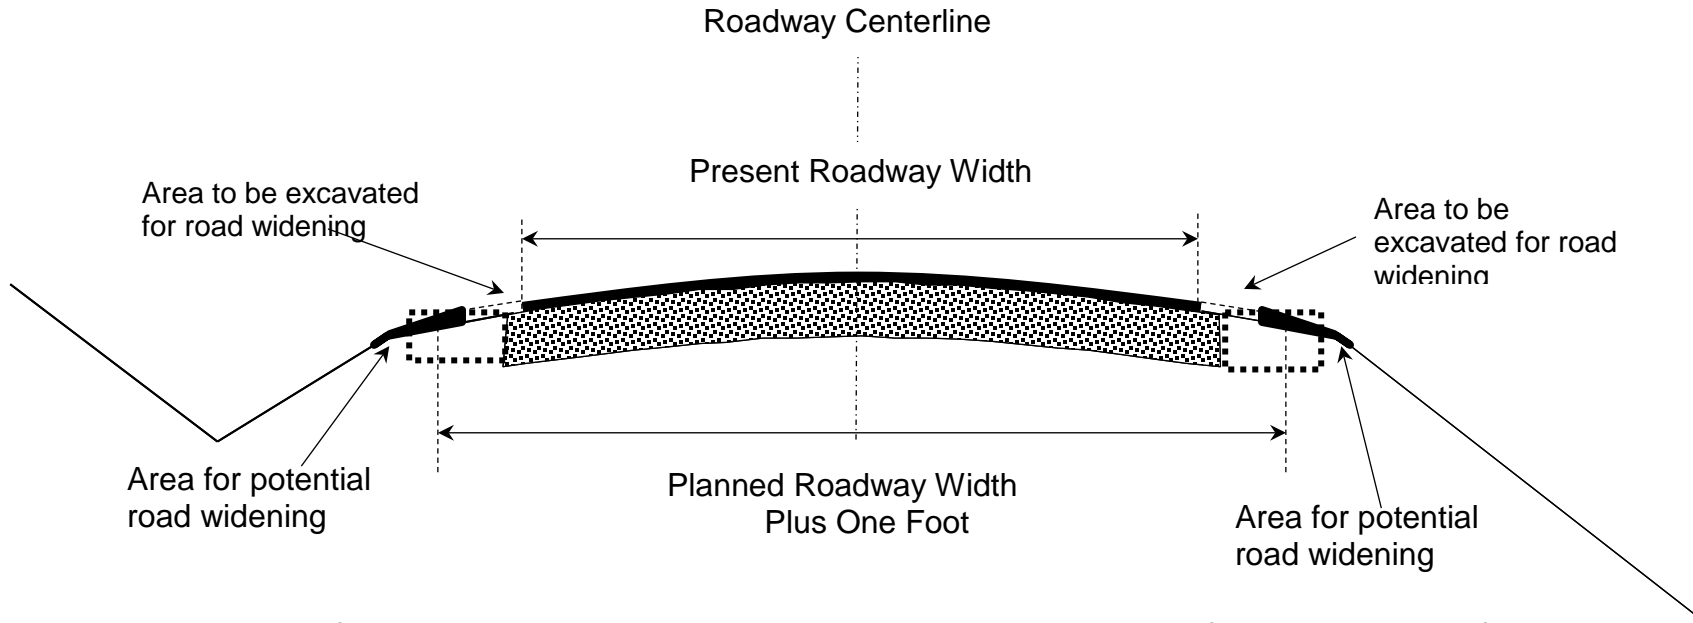 Roadway Centerline
Present Roadway Width
Area to be excavated
for road widening
Area to be
excavated for road
widening
Area for potential
road widening
Planned Roadway Width
Plus One Foot
Area for potential
road widening